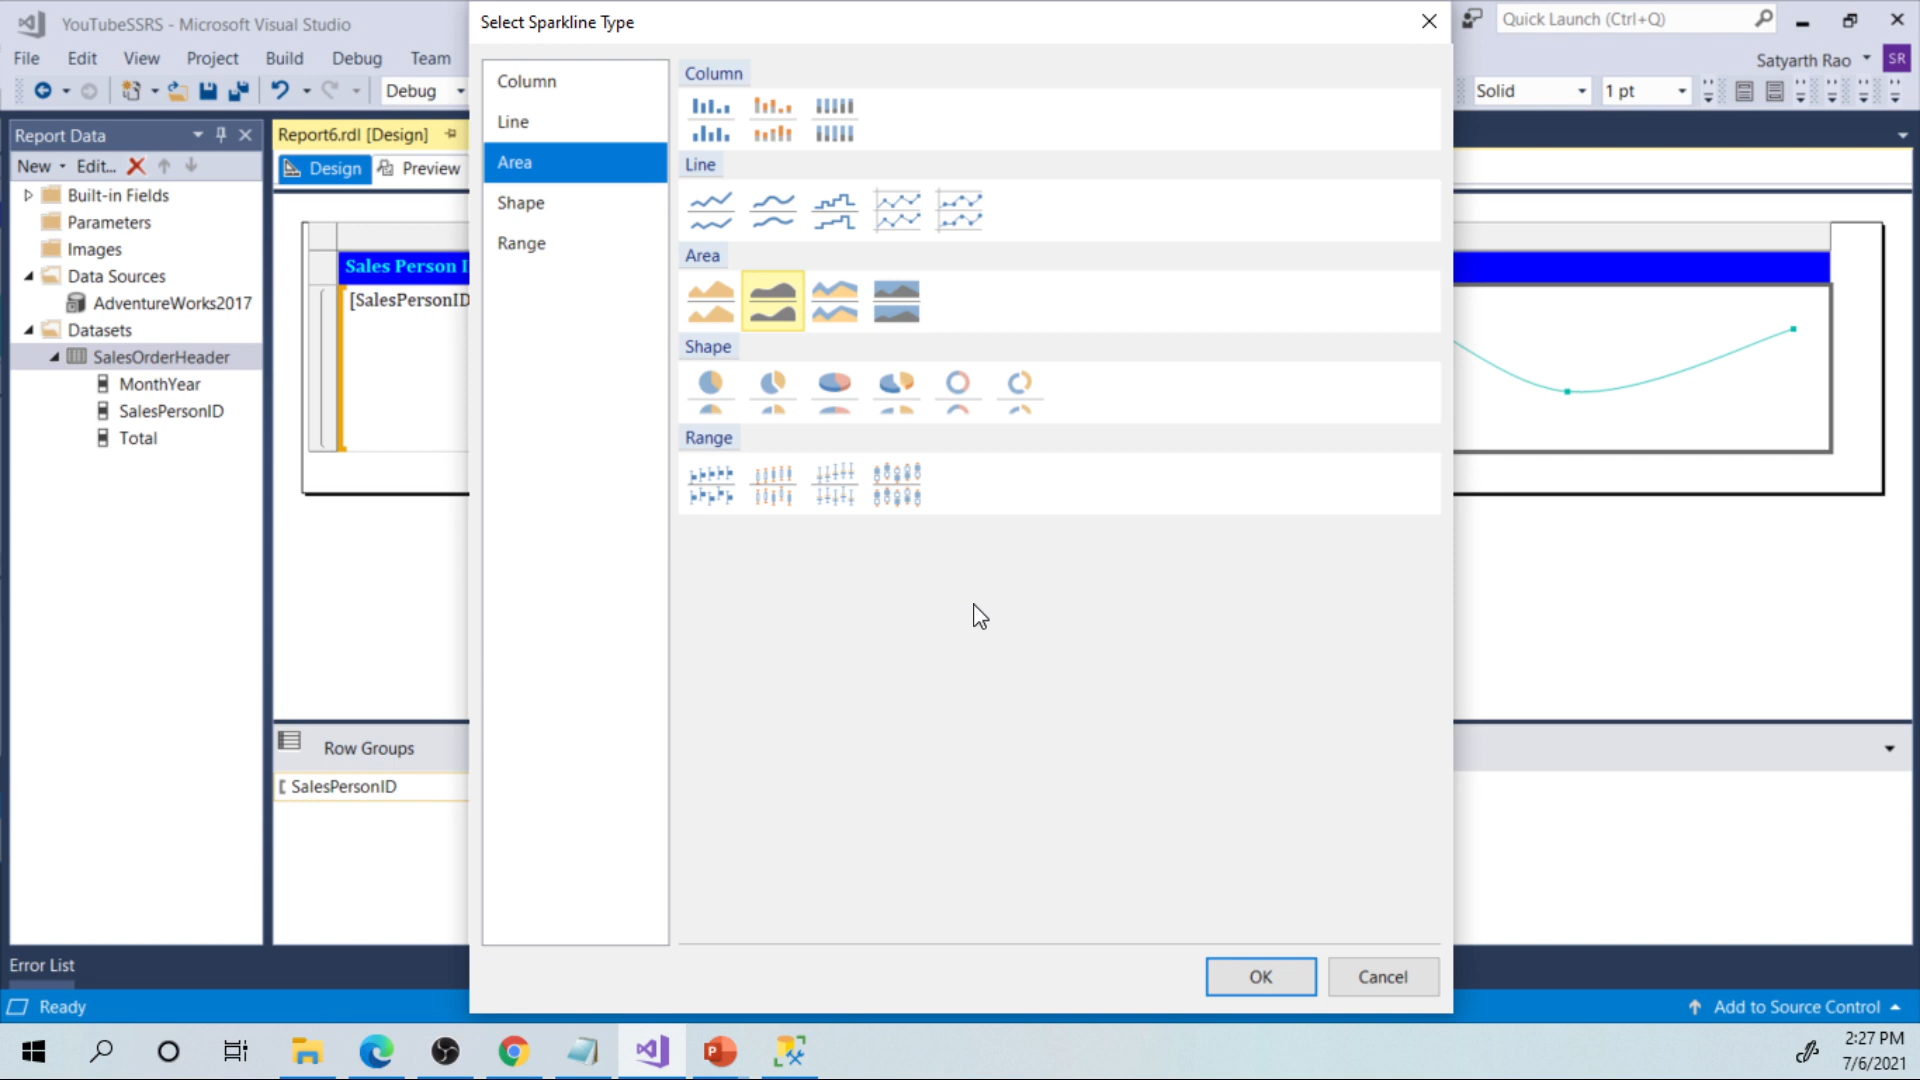 YouTubeSSRS - Microsoft Visual Studio
Select Sparkline Type
Quick Launch (Ctrl+Q)
File Edit View Project Build Debug Team
Satyarth Rao SR
Debug
Solid
1 pt
Report Data
New Edit...
Built-in Fields
Parameters
Images
Data Sources
AdventureWorks2017
Datasets
SalesOrderHeader
MonthYear
SalesPersonID
Total
Report6.rdl [Design]
Design Preview
Sales Person I
[SalesPersonID
Row Groups
SalesPersonID
Column
Line
Area
Shape
Range
Column
Line
Area
Shape
Range
OK Cancel
Error List
Ready
Add to Source Control
2:27 PM
7/6/2021